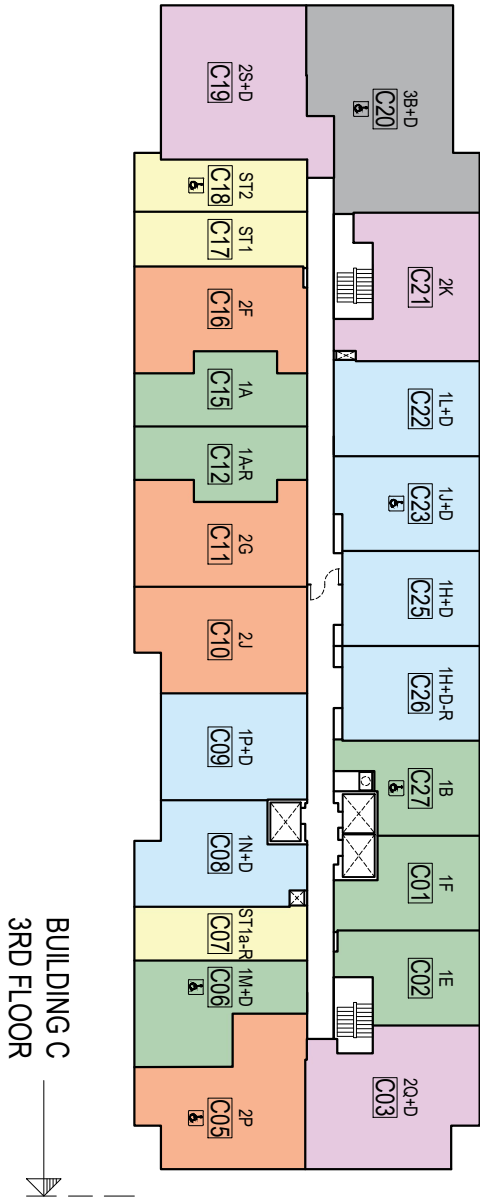 2S+D
C19
3B+D
C20
ST2
C18
ST1
C17
2K
C21
2F
C16
1A
C15
1L+D
C22
1A-R
C12
1J+D
C23
2G
C11
1H+D
C25
2J
C10
1H+D-R
C26
1P+D
C09
1B
C27
1N+D
C08
1F
C01
ST1a-R
C07
1E
C02
1M+D
C06
2Q+D
C03
2P
C05
BUILDING C
3RD FLOOR